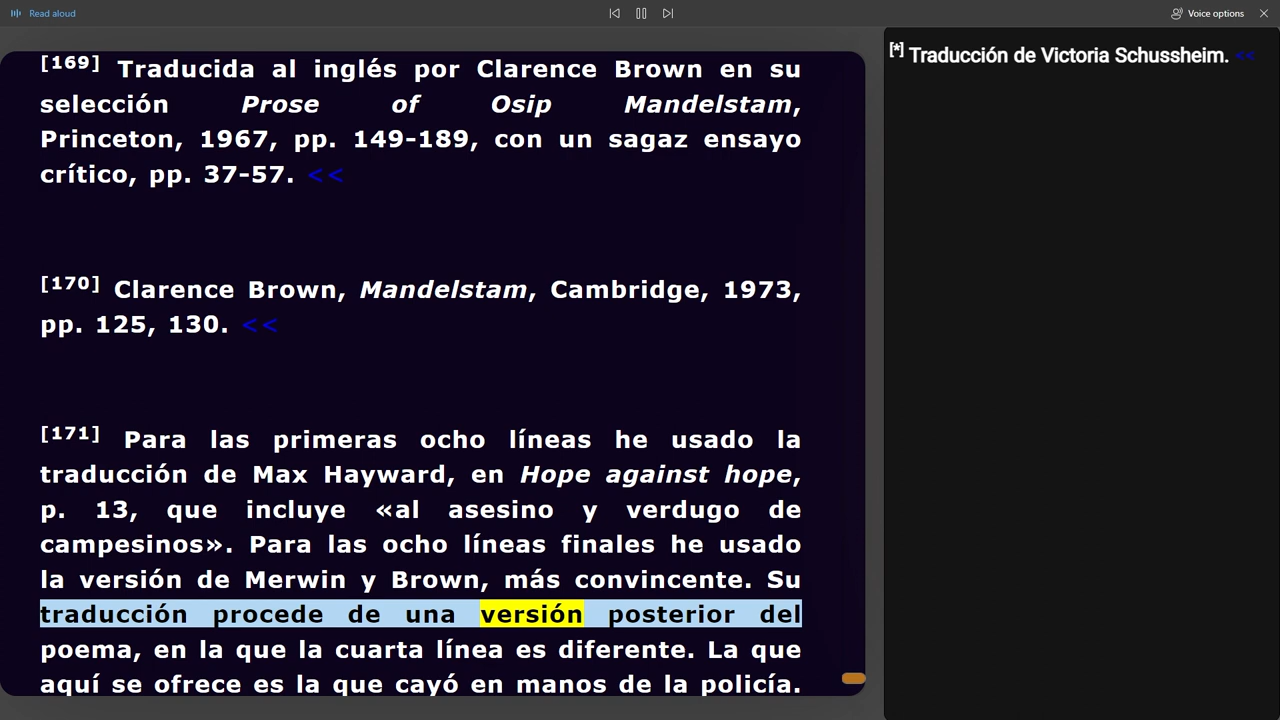 Read aloud
Voice options
[169] Traducida al inglés por Clarence Brown en su
selección Prose of Osip Mandelstam,
Princeton, 1967, pp. 149-189, con un sagaz ensayo
crítico, pp. 37-57. <<
[170] Clarence Brown, Mandelstam, Cambridge, 1973,
pp. 125, 130. <<
[171] Para las primeras ocho líneas he usado la
traducción de Max Hayward, en Hope against hope,
p. 13, que incluye «al asesino y verdugo de
campesinos». Para las ocho líneas finales he usado
la versión de Merwin y Brown, más convincente. Su
traducción procede de una versión posterior del
poema, en la que la cuarta línea es diferente. La que
aquí se ofrece es la que cayó en manos de la policía.
[*] Traducción de Victoria Schussheim. <<